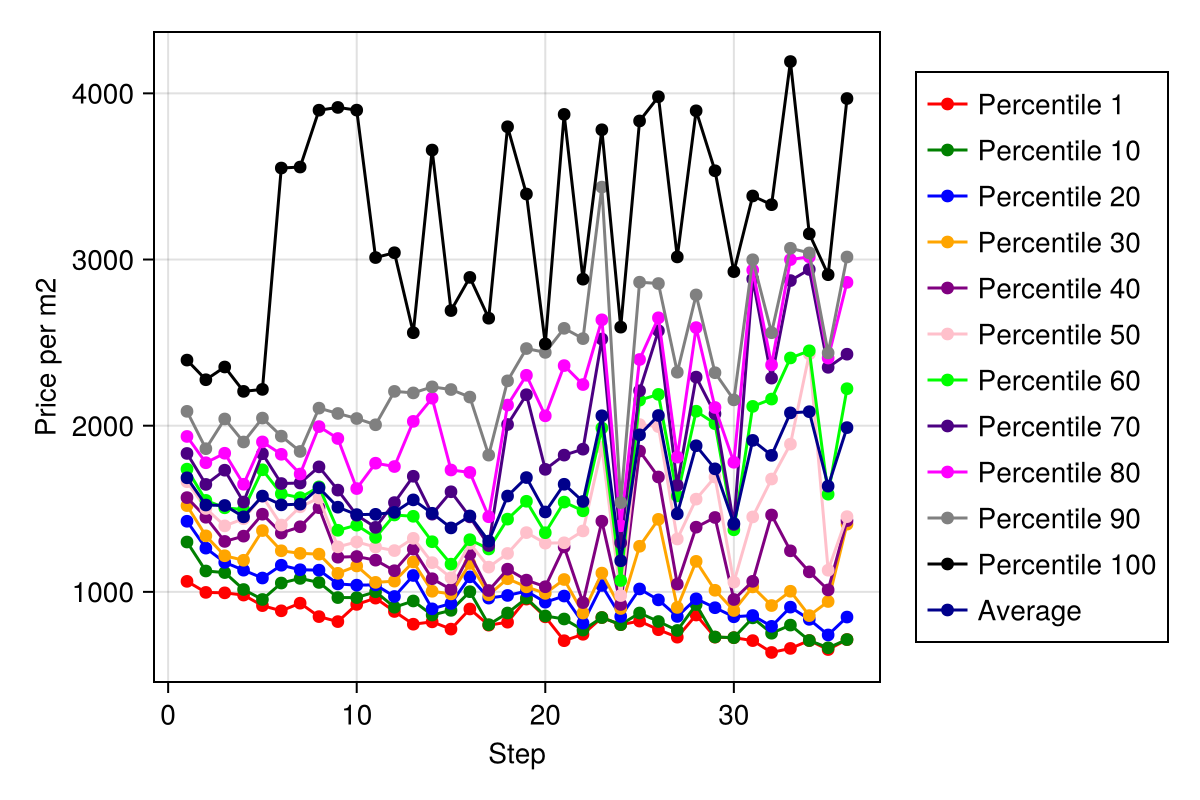 4000
3000
2000
1000
Price per m2
0 10 20 30
Step
Percentile 1
Percentile 10
Percentile 20
Percentile 30
Percentile 40
Percentile 50
Percentile 60
Percentile 70
Percentile 80
Percentile 90
Percentile 100
Average